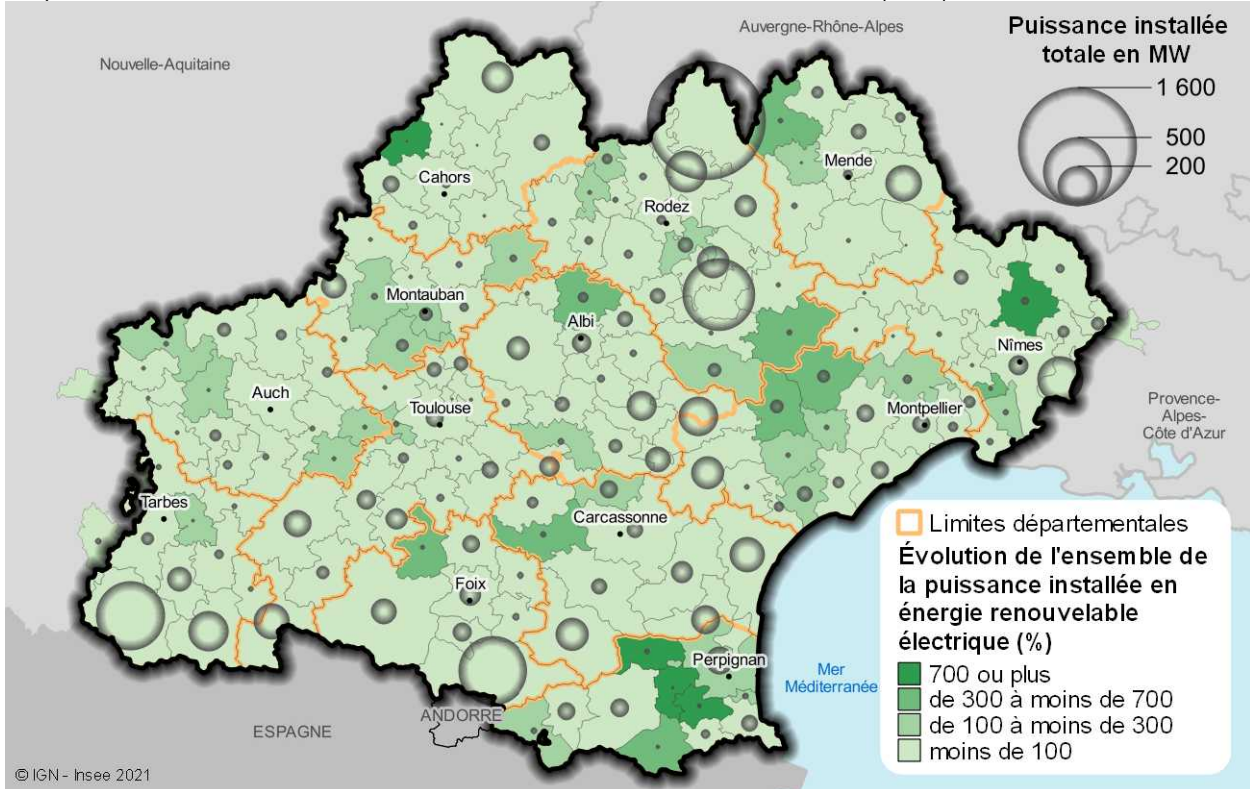 Nouvelle-Aquitaine
Auvergne-Rhône-Alpes
Puissance installée
totale en MW
1 600
500
200
Mende
Cahors
Rodez
Montauban
Albi
Nîmes
Auch
Toulouse
Montpellier
Provence-
Alpes-
Côte d'Azur
Tarbes
Carcassonne
Foix
Perpignan
Mer
Méditerranée
ANDORRE
ESPAGNE
Limites départementales
Évolution de l'ensemble de
la puissance installée en
énergie renouvelable
électrique (%)
700 ou plus
de 300 à moins de 700
de 100 à moins de 300
moins de 100
© IGN - Insee 2021